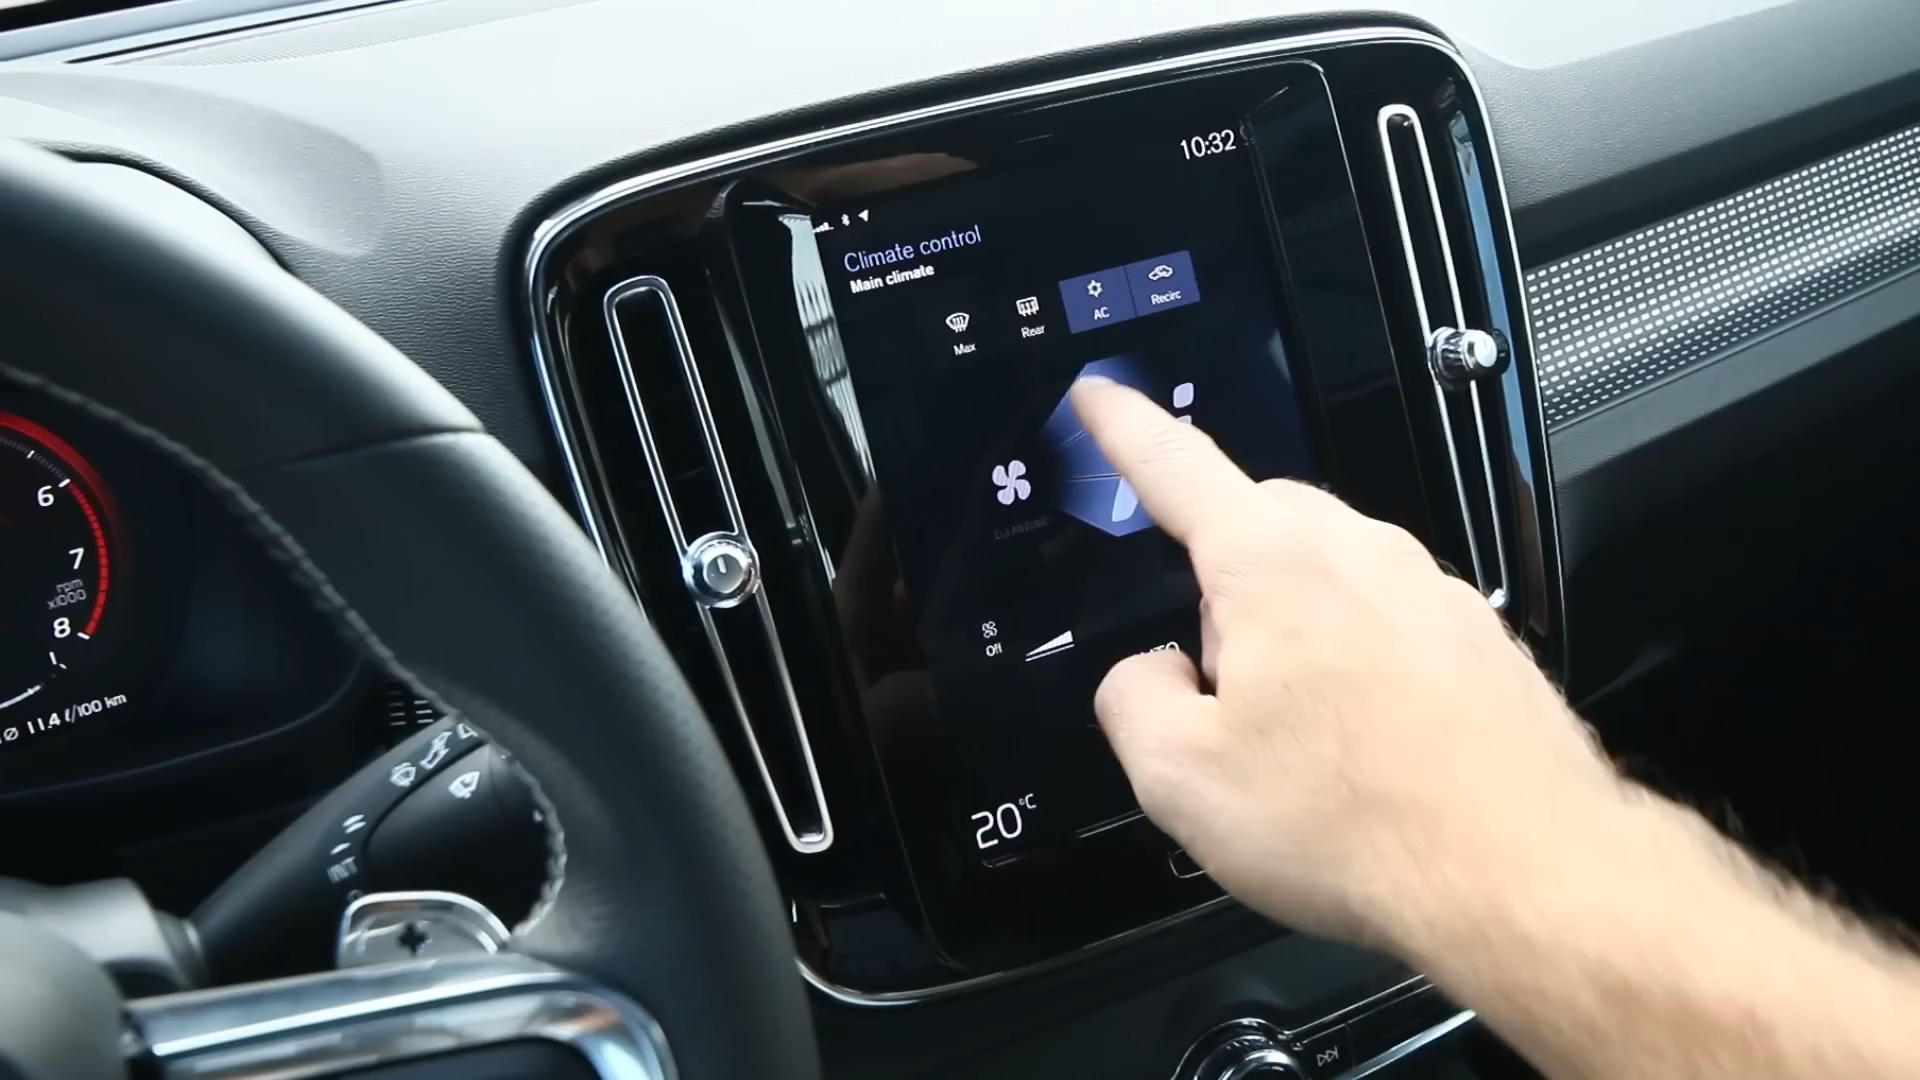 10:32
Climate control
Main climate
Max
Rear
AC
Recirc
CLEANZONE
Off
20°C
6
7
rpm
x1000
8
Ø 11.4 ℓ/100 km
INT